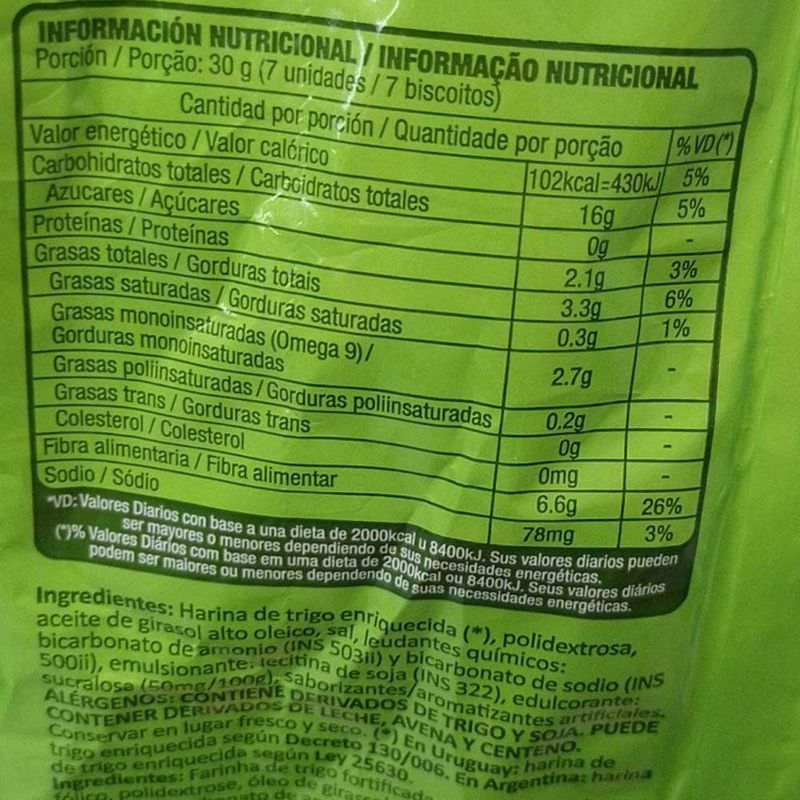 INFORMACIÓN NUTRICIONAL / INFORMAÇÃO NUTRICIONAL
Porción / Porção: 30 g (7 unidades / 7 biscoitos)
Cantidad por porción / Quantidade por porção %VD(*)
Valor energético / Valor calórico 102kcal=430kJ 5%
Carbohidratos totales / Carboidratos totales 16g 5%
Azucares / Açúcares 0g -
Proteínas / Proteínas 2.1g 3%
Grasas totales / Gorduras totais 3.3g 6%
Grasas saturadas / Gorduras saturadas 0.3g 1%
Grasas monoinsaturadas (Omega 9) /
Gorduras monoinsaturadas 2.7g -
Grasas poliinsaturadas / Gorduras poliinsaturadas 0.2g -
Grasas trans / Gorduras trans 0g -
Colesterol / Colesterol 0mg -
Fibra alimentaria / Fibra alimentar 6.6g 26%
Sodio / Sódio 78mg 3%
*VD: Valores Diarios con base a una dieta de 2000kcal u 8400kJ. Sus valores diarios pueden
ser mayores o menores dependiendo de sus necesidades energéticas.
(*)% Valores Diários com base em uma dieta de 2000kcal ou 8400kJ. Seus valores diários
podem ser maiores ou menores dependendo de suas necessidades energéticas.
Ingredientes: Harina de trigo enriquecida (*), polidextrosa,
aceite de girasol alto oleico, sal, leudantes químicos:
bicarbonato de amonio (INS 503ii) y bicarbonato de sodio (INS
500ii), emulsionante: lecitina de soja (INS 322), edulcorante:
sucralosa (50mg/100g), saborizantes/aromatizantes artificiales.
ALÉRGENOS: CONTIENE DERIVADOS DE TRIGO Y SOJA. PUEDE
CONTENER DERIVADOS DE LECHE, AVENA Y CENTENO.
Conservar en lugar fresco y seco. (*) En Uruguay: harina de
trigo enriquecida según Decreto 130/006. En Argentina: harina
de trigo enriquecida según Ley 25630.
Ingredientes: Farinha de trigo fortificada
fólico, polidextrose, óleo de